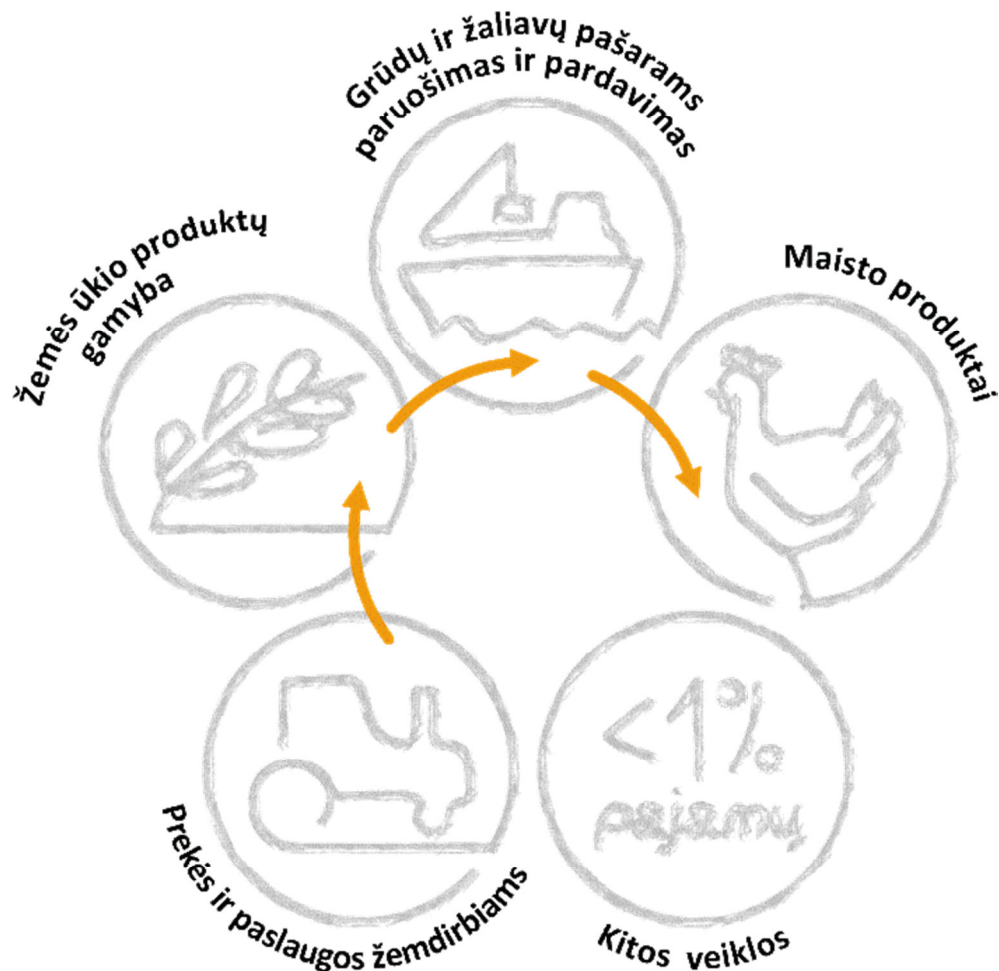 Grūdų ir žaliavų pašarams
paruošimas ir pardavimas
Žemės ūkio produktų
gamyba
Maisto produktai
Prekės ir paslaugos žemdirbiams
<1%
pajamų
Kitos veiklos